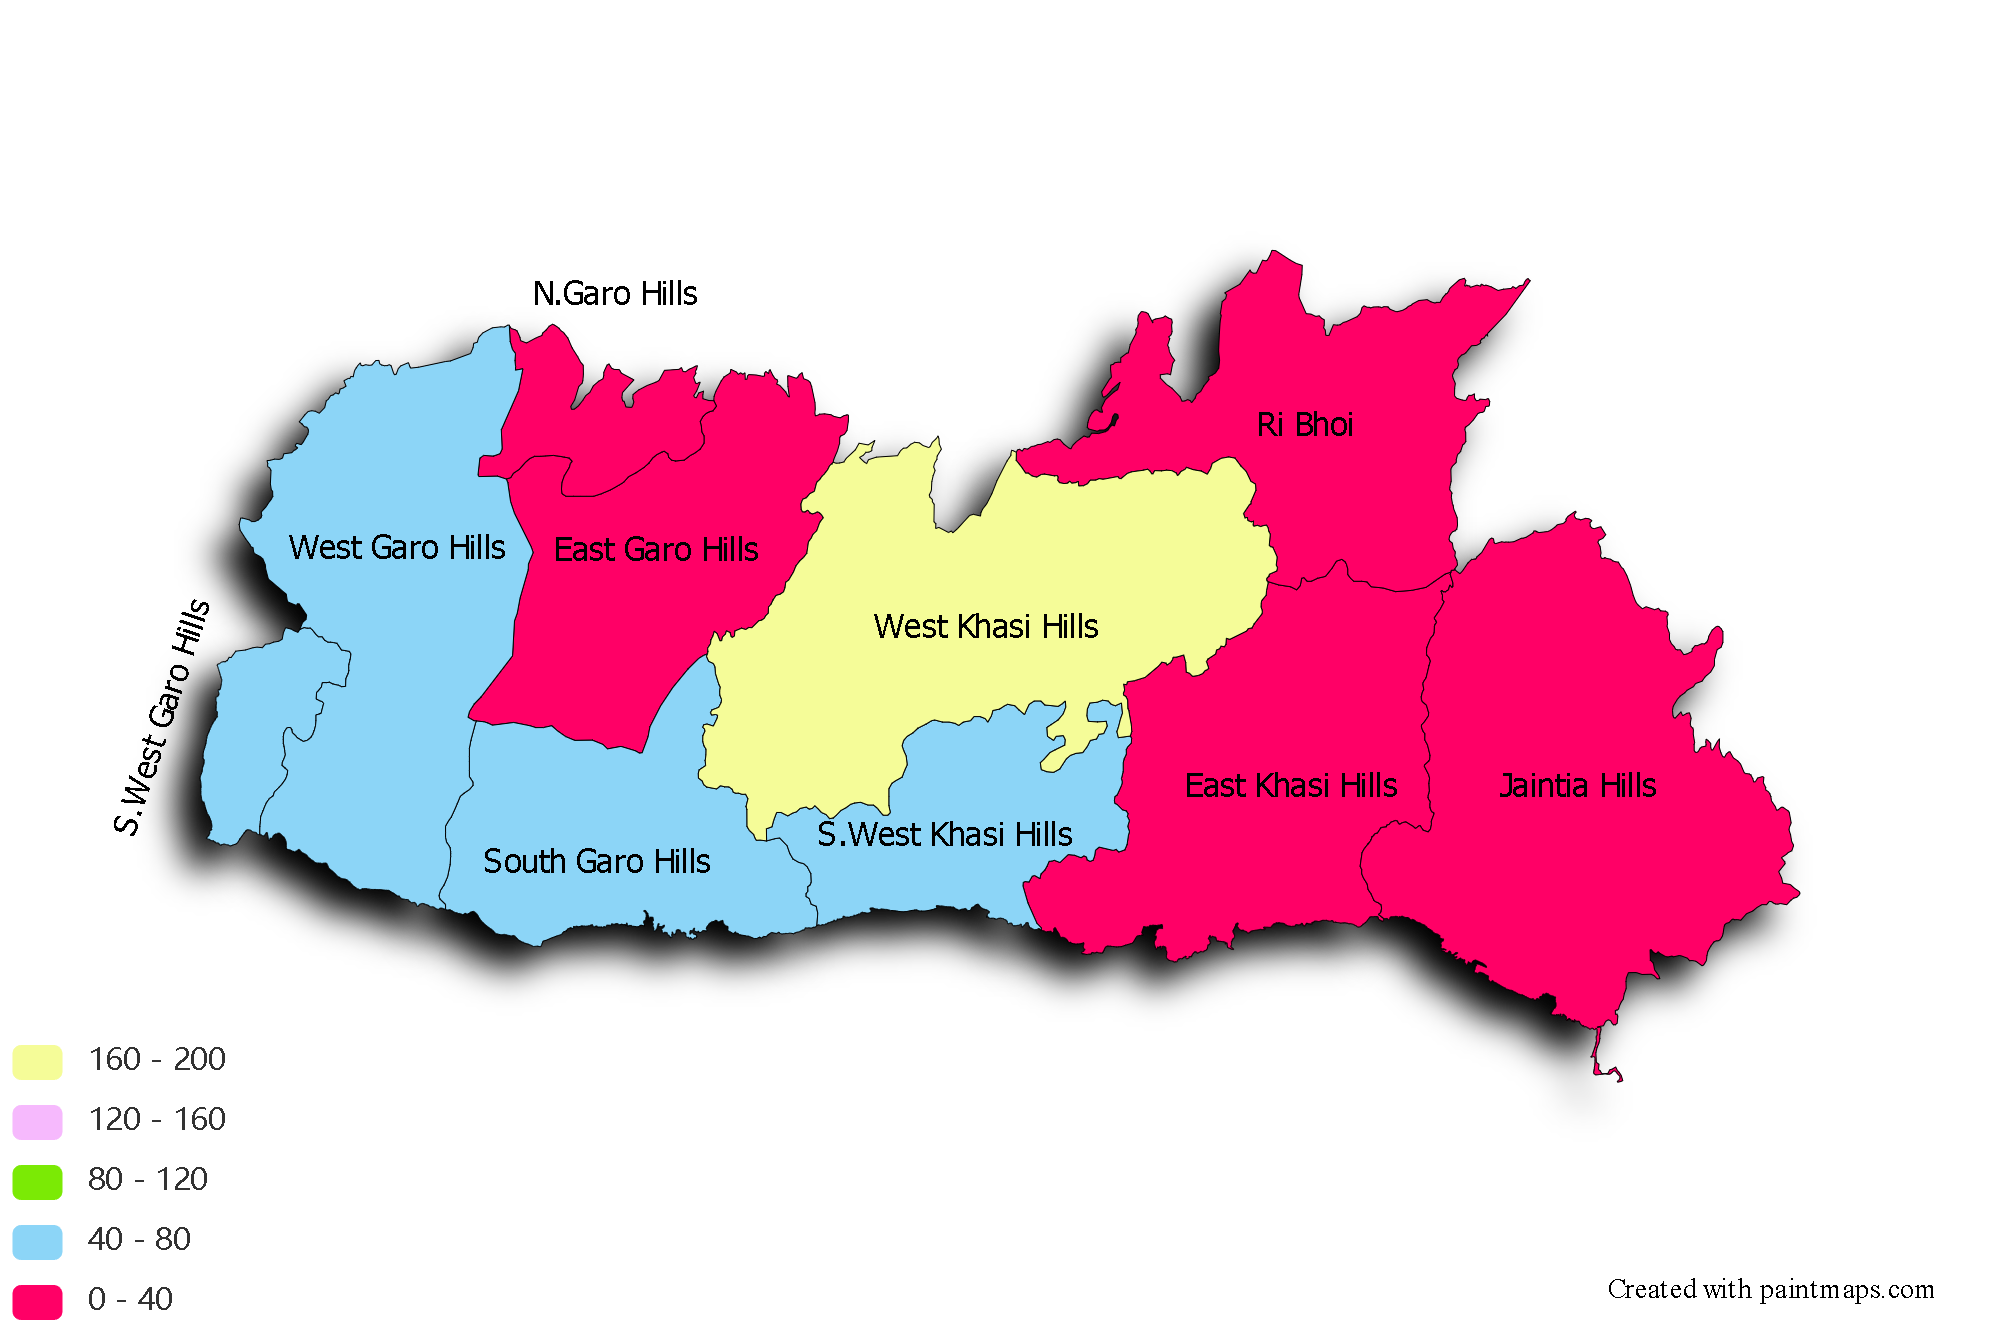 N.Garo Hills
Ri Bhoi
West Garo Hills
East Garo Hills
West Khasi Hills
S.West Garo Hills
East Khasi Hills
Jaintia Hills
S.West Khasi Hills
South Garo Hills
160 - 200
120 - 160
80 - 120
40 - 80
0 - 40
Created with paintmaps.com